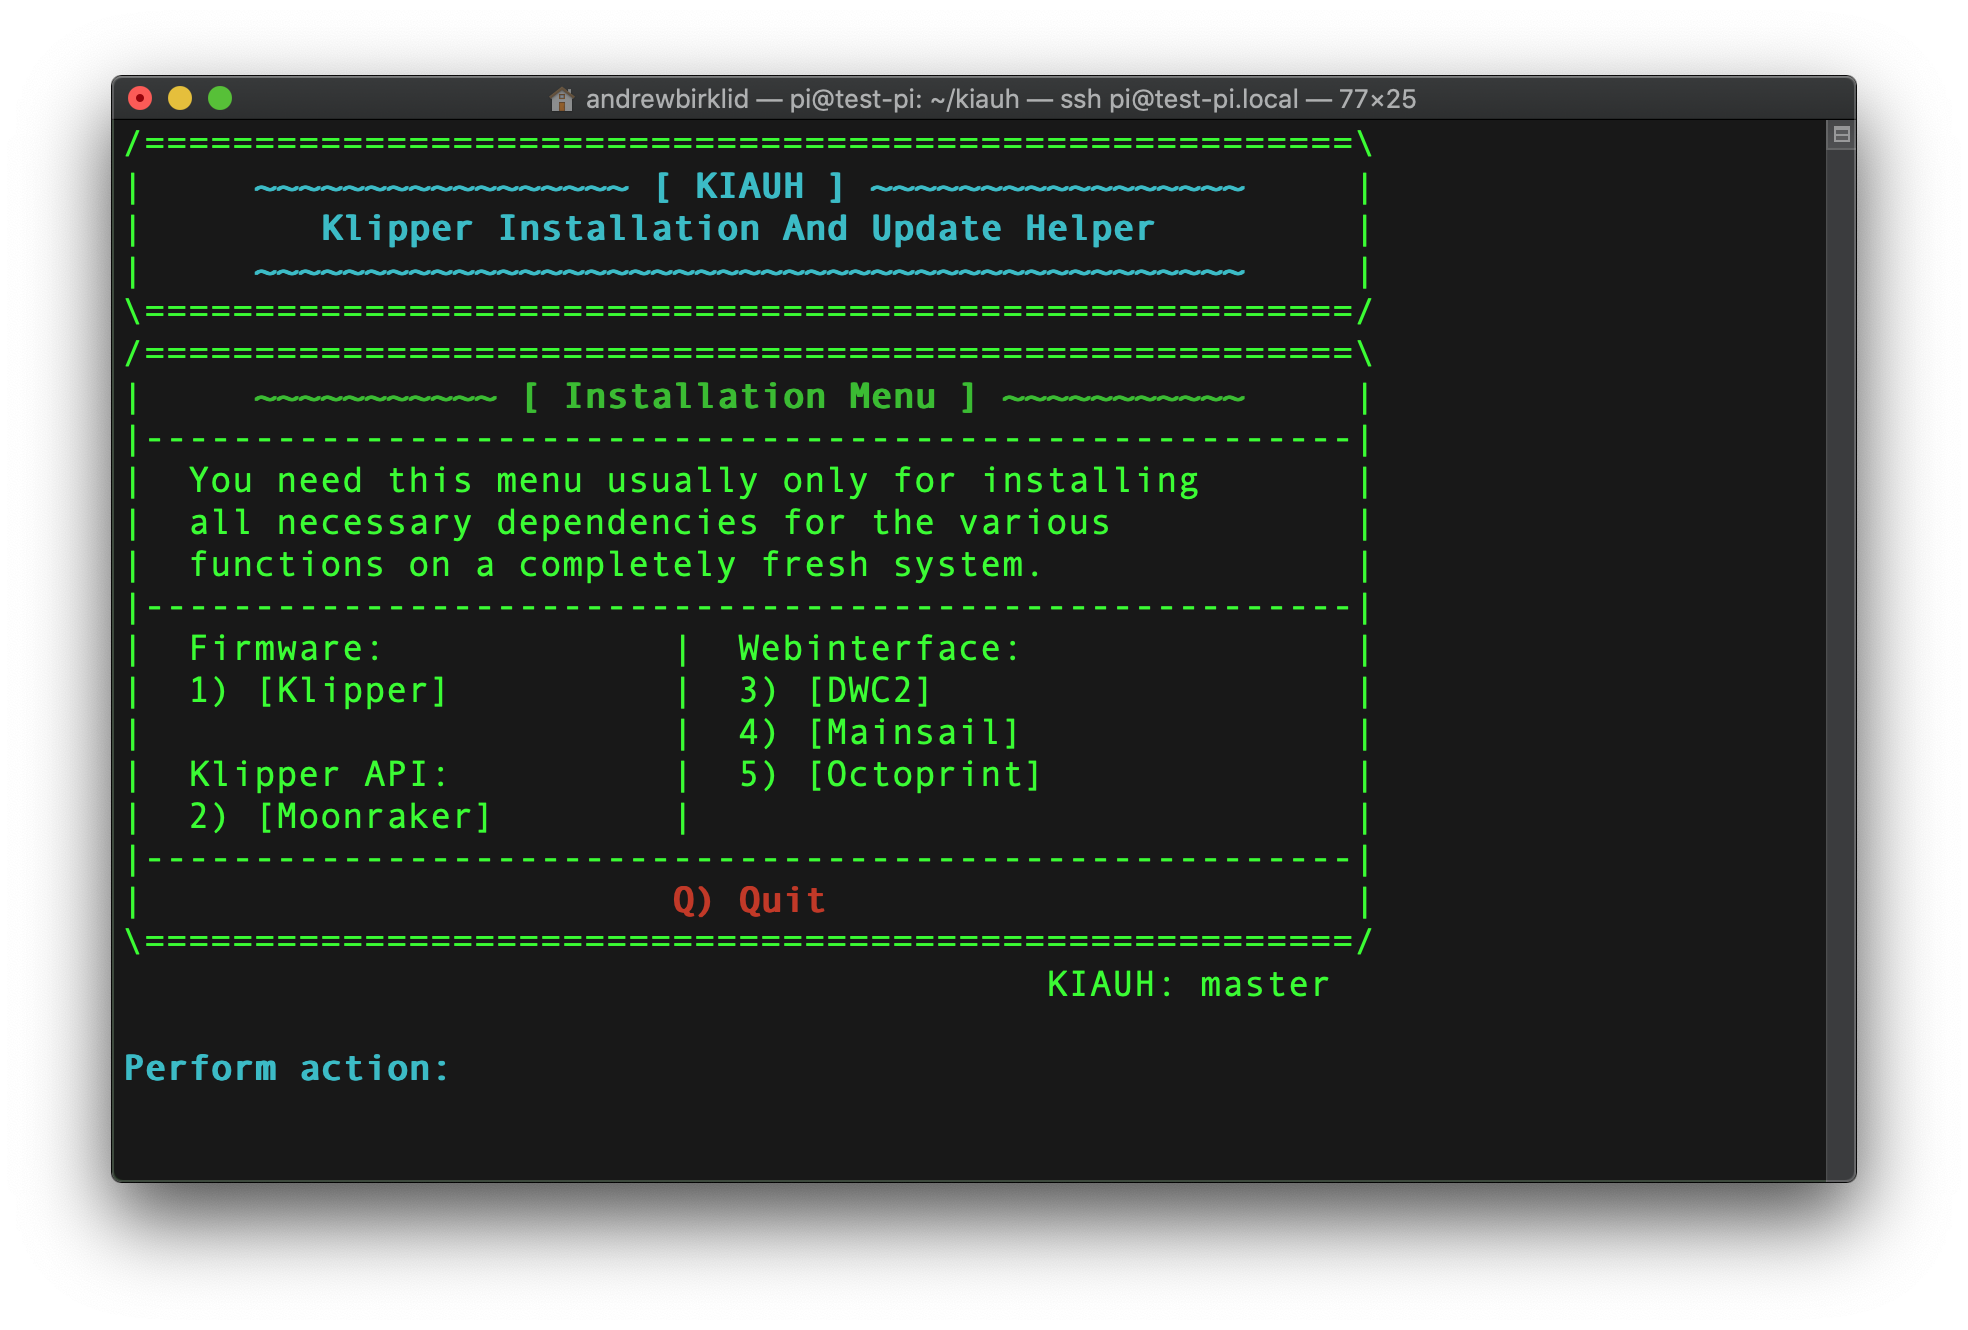 andrewbirklid — pi@test-pi: ~/kiauh — ssh pi@test-pi.local — 77×25
/=======================================================\
|     ~~~~~~~~~~~~~~~~~ [ KIAUH ] ~~~~~~~~~~~~~~~~~     |
|        Klipper Installation And Update Helper         |
|     ~~~~~~~~~~~~~~~~~~~~~~~~~~~~~~~~~~~~~~~~~~~~~     |
\=======================================================/
/=======================================================\
|     ~~~~~~~~~~~ [ Installation Menu ] ~~~~~~~~~~~     |
|-------------------------------------------------------|
|  You need this menu usually only for installing       |
|  all necessary dependencies for the various           |
|  functions on a completely fresh system.              |
|-------------------------------------------------------|
|  Firmware:             |  Webinterface:               |
|  1) [Klipper]          |  3) [DWC2]                   |
|                        |  4) [Mainsail]               |
|  Klipper API:          |  5) [Octoprint]              |
|  2) [Moonraker]        |                              |
|-------------------------------------------------------|
|                        Q) Quit                        |
\=======================================================/
KIAUH: master
Perform action: